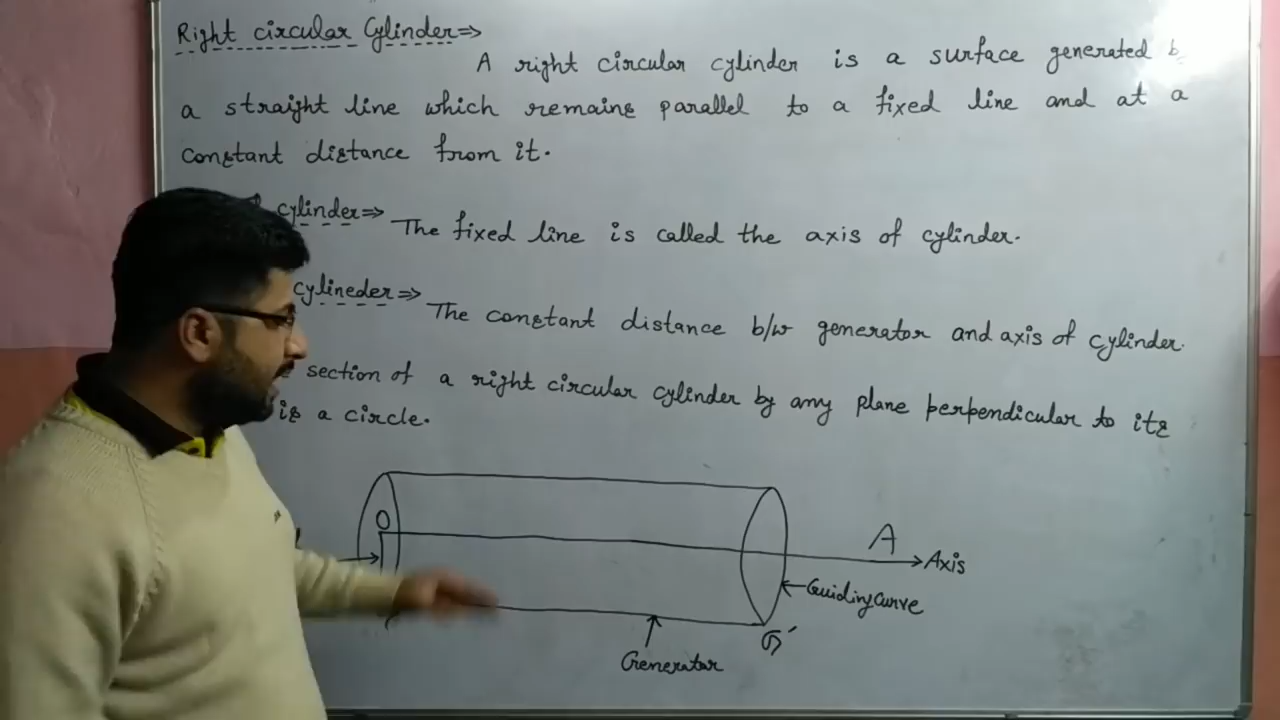 Right circular Cylinder⇒
A right circular cylinder is a surface generated b
a straight line which remains parallel to a fixed line and at a
constant distance from it.
cylinder⇒ The fixed line is called the axis of cylinder.
cylineder⇒ The constant distance b/w generator and axis of cylinder.
section of a right circular cylinder by any plane perpendicular to its
is a circle.
O
A
Axis
Guiding curve
G'
Generator